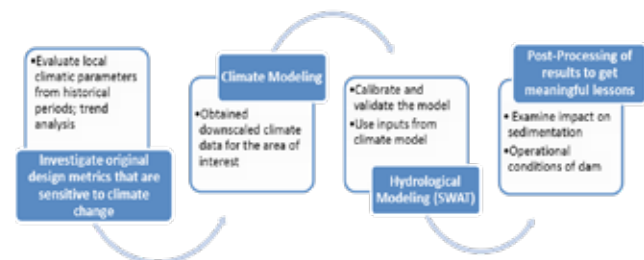 •Evaluate local
climatic parameters
from historical
periods; trend
analysis
Investigate original
design metrics that are
sensitive to climate
change
Climate Modeling
•Obtained
downscaled climate
data for the area of
interest
•Calibrate and
validate the model
•Use inputs from
climate model
Hydrological
Modeling (SWAT)
Post-Processing of
results to get
meaningful lessons
•Examine impact on
sedimentation
•Operational
conditions of dam